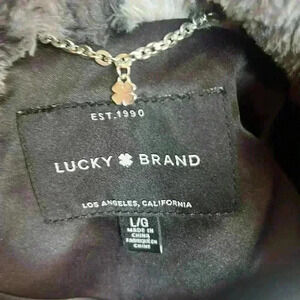 EST. 1990
LUCKY BRAND
LOS ANGELES, CALIFORNIA
L/G
MADE IN
CHINA
FABRIQUÉ EN
CHINE